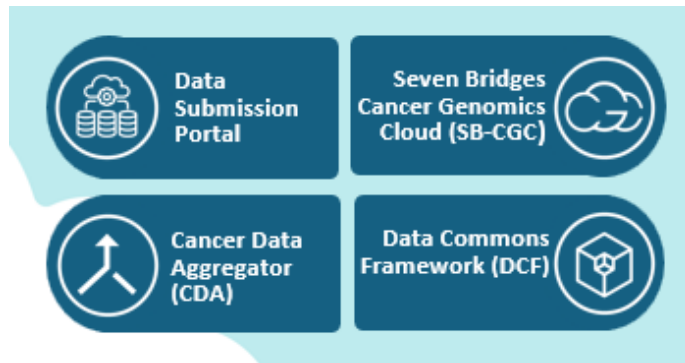 Data
Submission
Portal
Seven Bridges
Cancer Genomics
Cloud (SB-CGC)
Cancer Data
Aggregator
(CDA)
Data Commons
Framework (DCF)